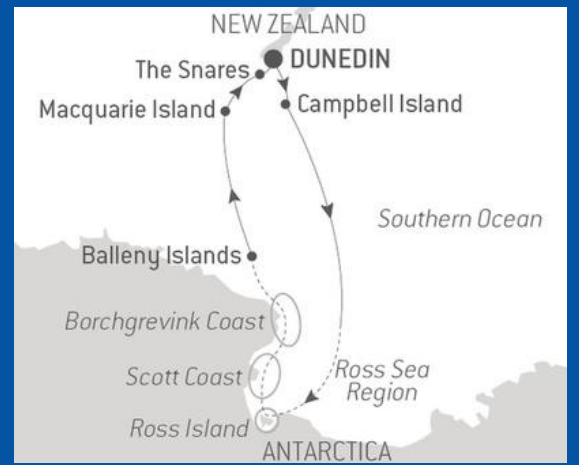 NEW ZEALAND
DUNEDIN
The Snares
Campbell Island
Macquarie Island
Southern Ocean
Balleny Islands
Borchgrevink Coast
Scott Coast
Ross Sea
Region
Ross Island
ANTARCTICA